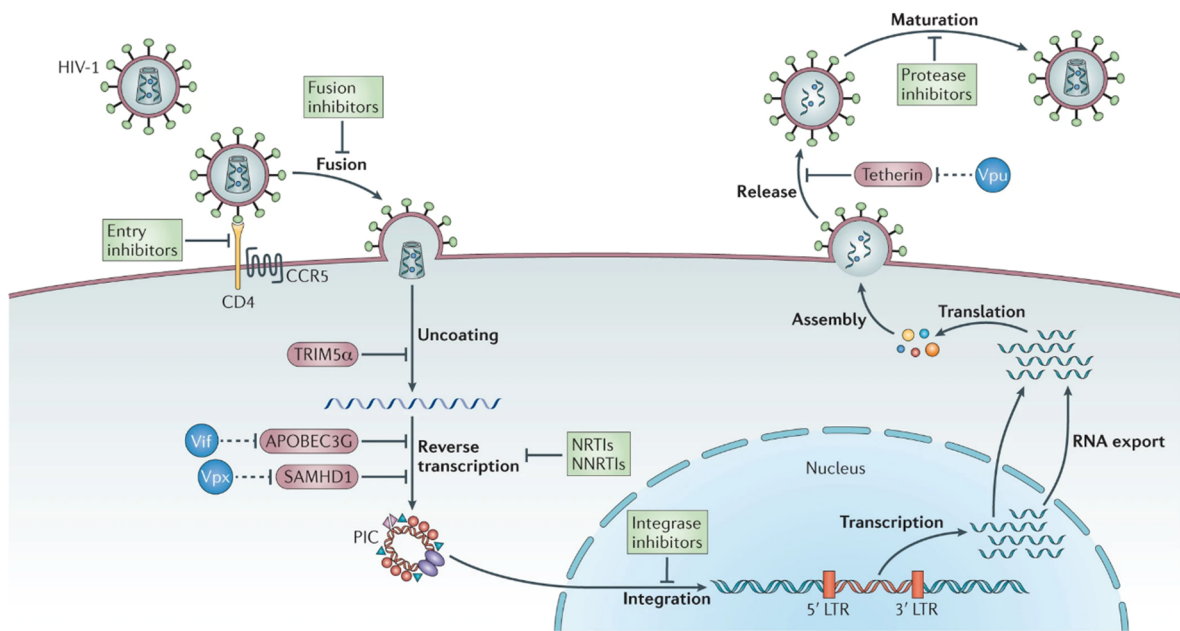 HIV-1
Fusion
inhibitors
Fusion
Entry
inhibitors
CD4
CCR5
Uncoating
TRIM5α
Vif
APOBEC3G
Vpx
SAMHD1
Reverse
transcription
NRTIs
NNRTIs
PIC
Integrase
inhibitors
Integration
5′ LTR
3′ LTR
Nucleus
Transcription
RNA export
Translation
Assembly
Release
Tetherin
Vpu
Maturation
Protease
inhibitors